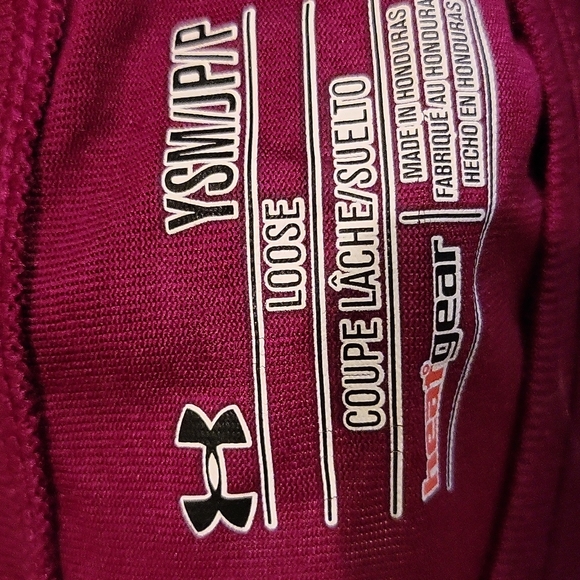 YSM/JP/P
LOOSE
COUPE LÂCHE/SUELTO
heatgear
MADE IN HONDURAS
FABRIQUÉ AU HONDURAS
HECHO EN HONDURAS